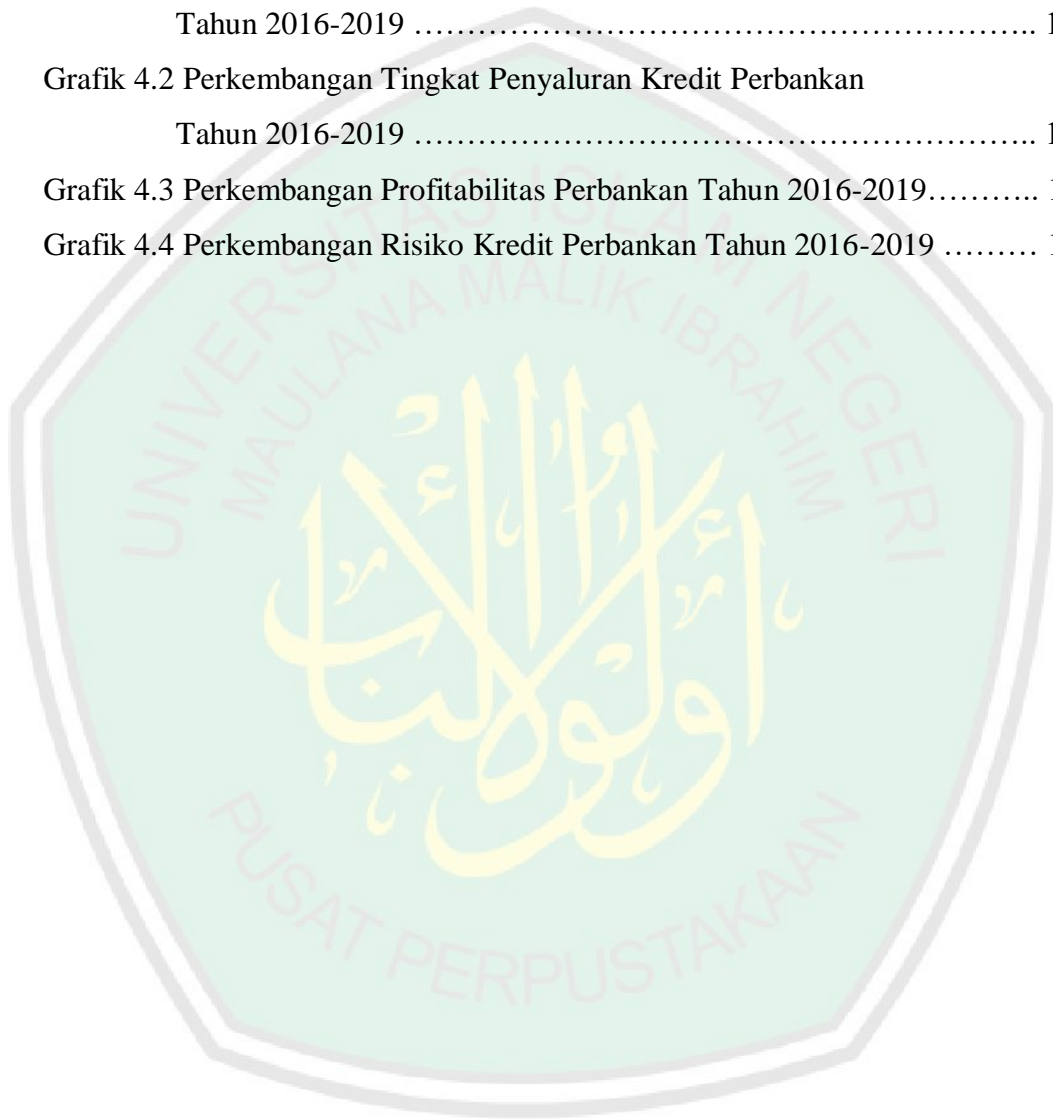 Tahun 2016-2019 ……………………………………………….. 1
Grafik 4.2 Perkembangan Tingkat Penyaluran Kredit Perbankan
Tahun 2016-2019 ……………………………………………….. 1
Grafik 4.3 Perkembangan Profitabilitas Perbankan Tahun 2016-2019……….. 1
Grafik 4.4 Perkembangan Risiko Kredit Perbankan Tahun 2016-2019 ……… 1
UNIVERSITAS ISLAM NEGERI
MAULANA MALIK IBRAHIM
أولوا الألباب
PUSAT PERPUSTAKAAN